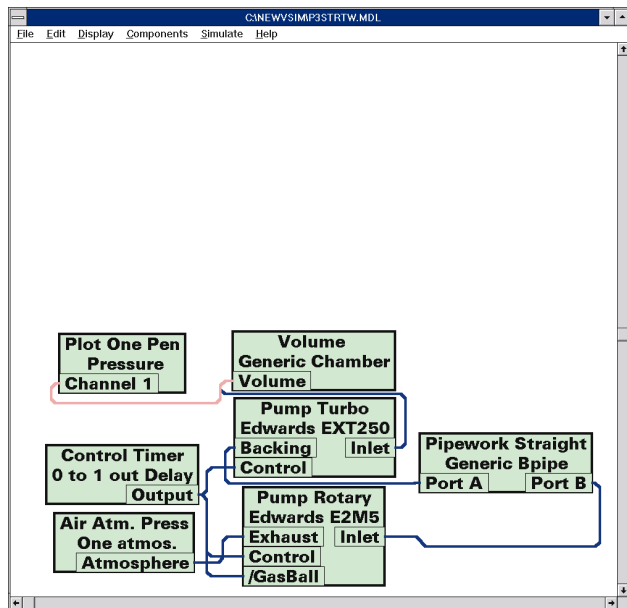 C:\NEWVSIM\P3STRTW.MDL
File Edit Display Components Simulate Help
Plot One Pen
Pressure
Channel 1
Volume
Generic Chamber
Volume
Pump Turbo
Edwards EXT250
Backing Inlet
Control
Control Timer
0 to 1 out Delay
Output
Pipework Straight
Generic Bpipe
Port A Port B
Air Atm. Press
One atmos.
Atmosphere
Pump Rotary
Edwards E2M5
Exhaust Inlet
Control
/GasBall